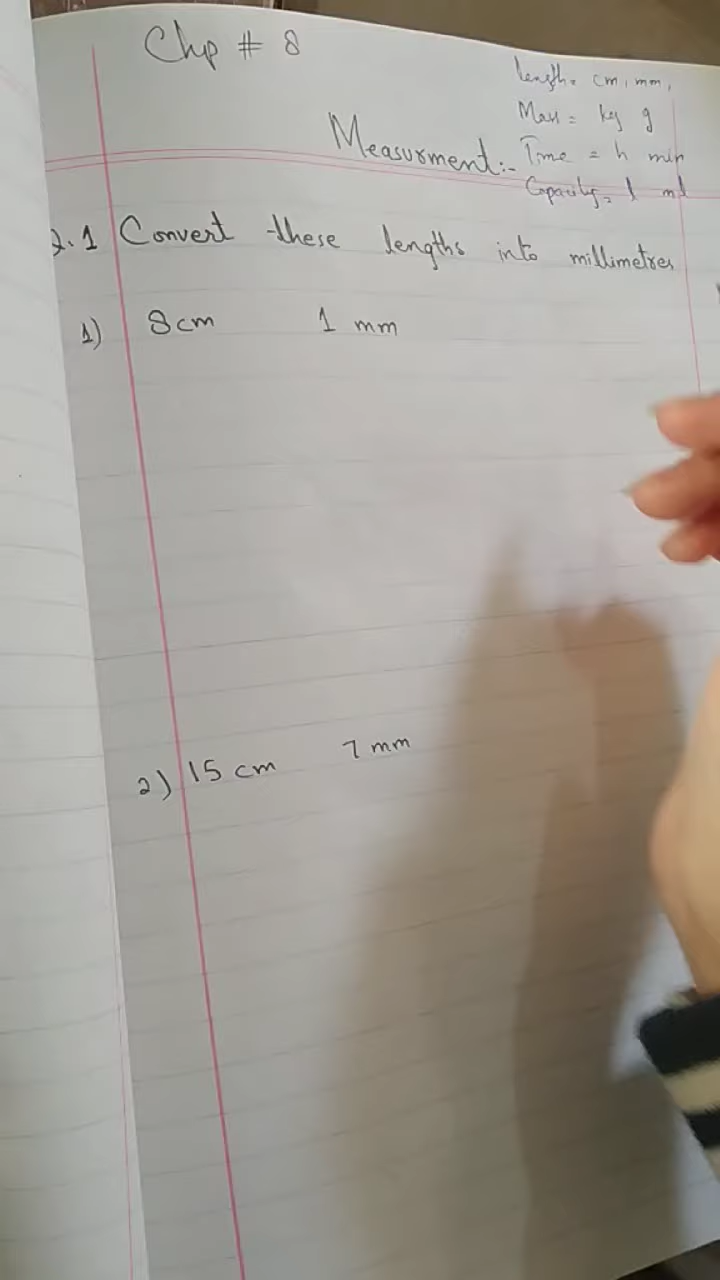 Chp # 8
length = cm, mm,
Mass = kg g
Time = h min
Capacity = l ml
Measurment:-
Q.1 Convert these lengths into millimetres
1) 8cm 1 mm
2) 15 cm 7 mm